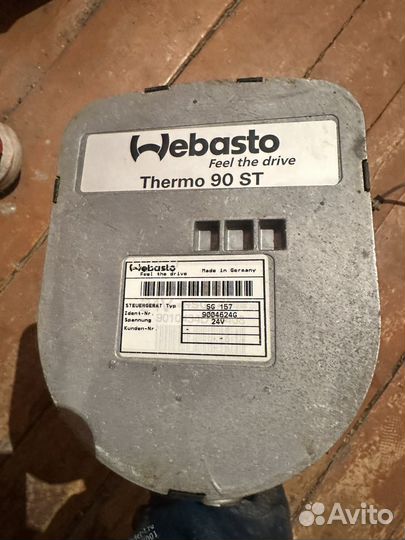 Webasto
Feel the drive
Thermo 90 ST
Webasto
Feel the drive
Made in Germany
STEUERGERÄT Typ SG 157
Ident-Nr. 9004624G
Spannung 24V
Kunden-Nr. -
-
Avito